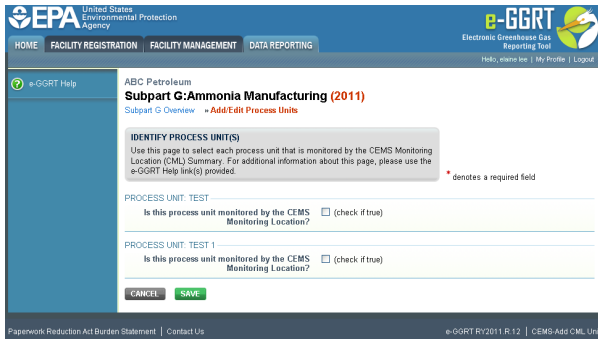 EPA United States
Environmental Protection
Agency
e-GGRT
Electronic Greenhouse Gas
Reporting Tool
HOME FACILITY REGISTRATION FACILITY MANAGEMENT DATA REPORTING
Hello, elaine lee | My Profile | Logout
e-GGRT Help
ABC Petroleum
Subpart G:Ammonia Manufacturing (2011)
Subpart G Overview »Add/Edit Process Units
IDENTIFY PROCESS UNIT(S)
Use this page to select each process unit that is monitored by the CEMS Monitoring
Location (CML) Summary. For additional information about this page, please use the
e-GGRT Help link(s) provided.
* denotes a required field
PROCESS UNIT: TEST
Is this process unit monitored by the CEMS (check if true)
Monitoring Location?
PROCESS UNIT: TEST 1
Is this process unit monitored by the CEMS (check if true)
Monitoring Location?
CANCEL SAVE
Paperwork Reduction Act Burden Statement | Contact Us e-GGRT RY2011.R.12 | CEMS-Add CML Uni